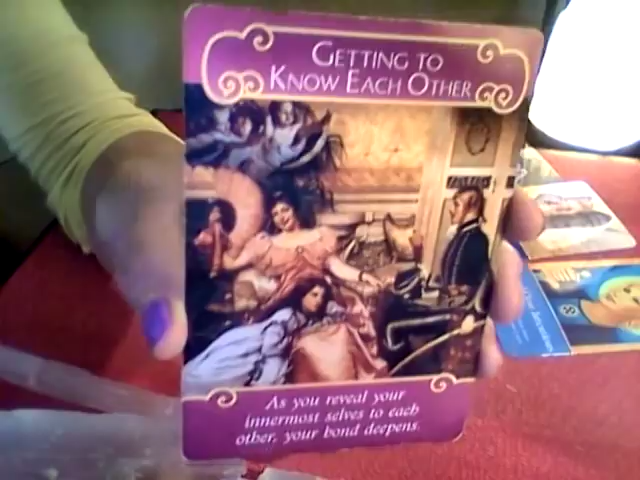 GETTING TO
KNOW EACH OTHER
As you reveal your
innermost selves to each
other, your bond deepens.